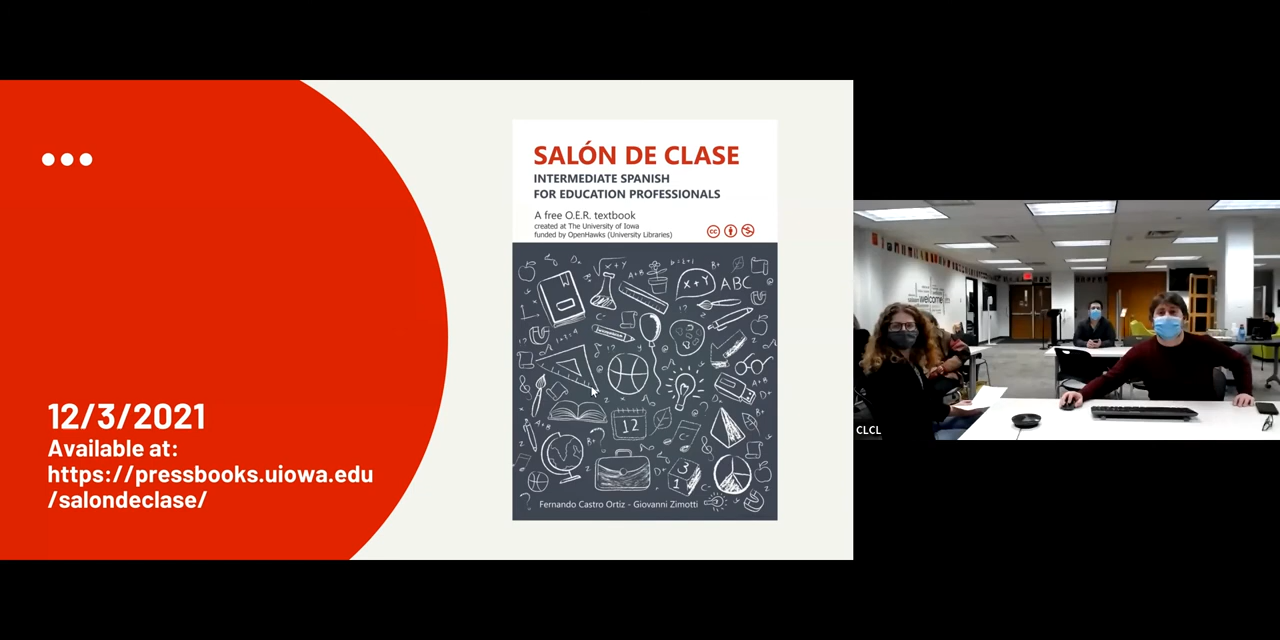 12/3/2021
Available at:
https://pressbooks.uiowa.edu
/salondeclase/
SALÓN DE CLASE
INTERMEDIATE SPANISH
FOR EDUCATION PROFESSIONALS
A free O.E.R. textbook
created at The University of Iowa
funded by OpenHawks (University Libraries)
cc
X+Y
ABC
12
Fernando Castro Ortiz - Giovanni Zimotti
welcome
CLCL